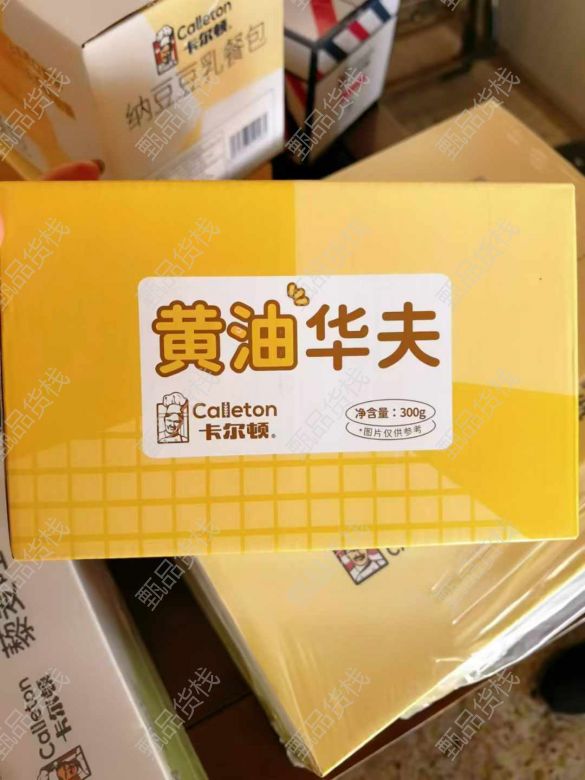 Calleton
卡尔顿
纳豆豆乳餐包
黄油华夫
Calleton
卡尔顿®
净含量：300g
*图片仅供参考
Calleton
卡尔顿
甄品货栈